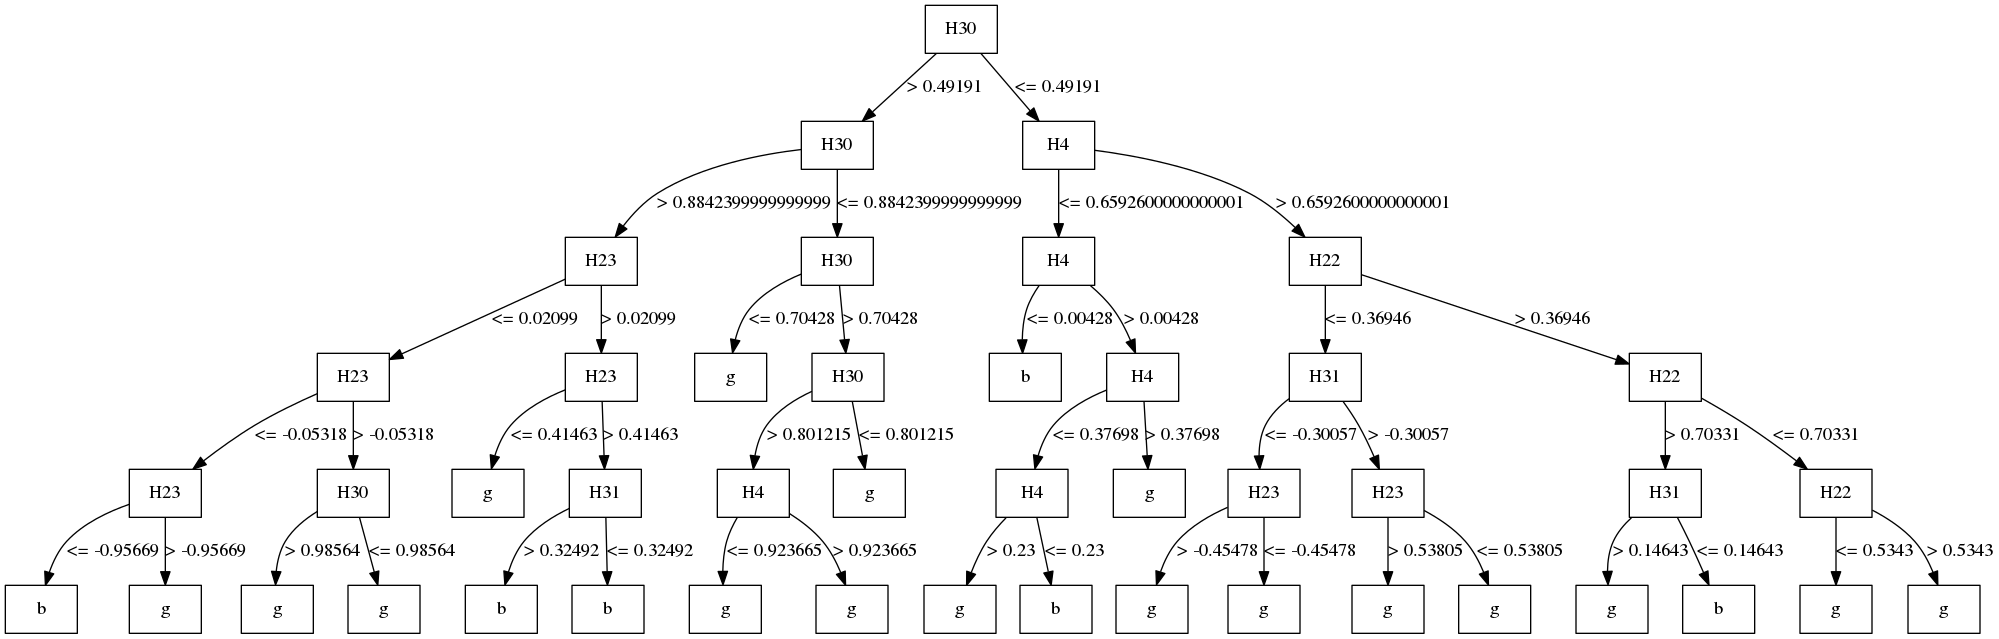 H30
> 0.49191
<= 0.49191
H30
H4
> 0.8842399999999999
<= 0.8842399999999999
<= 0.6592600000000001
> 0.6592600000000001
H23
H30
H4
H22
<= 0.02099
> 0.02099
<= 0.70428
> 0.70428
<= 0.00428
> 0.00428
<= 0.36946
> 0.36946
H23
H23
g
H30
b
H4
H31
H22
<= -0.05318
> -0.05318
<= 0.41463
> 0.41463
> 0.801215
<= 0.801215
<= 0.37698
> 0.37698
<= -0.30057
> -0.30057
> 0.70331
<= 0.70331
H23
H30
g
H31
H4
g
H4
g
H23
H23
H31
H22
<= -0.95669
> -0.95669
> 0.98564
<= 0.98564
> 0.32492
<= 0.32492
<= 0.923665
> 0.923665
> 0.23
<= 0.23
> -0.45478
<= -0.45478
> 0.53805
<= 0.53805
> 0.14643
<= 0.14643
<= 0.5343
> 0.5343
b
g
g
g
b
b
g
g
g
b
g
g
g
g
g
b
g
g